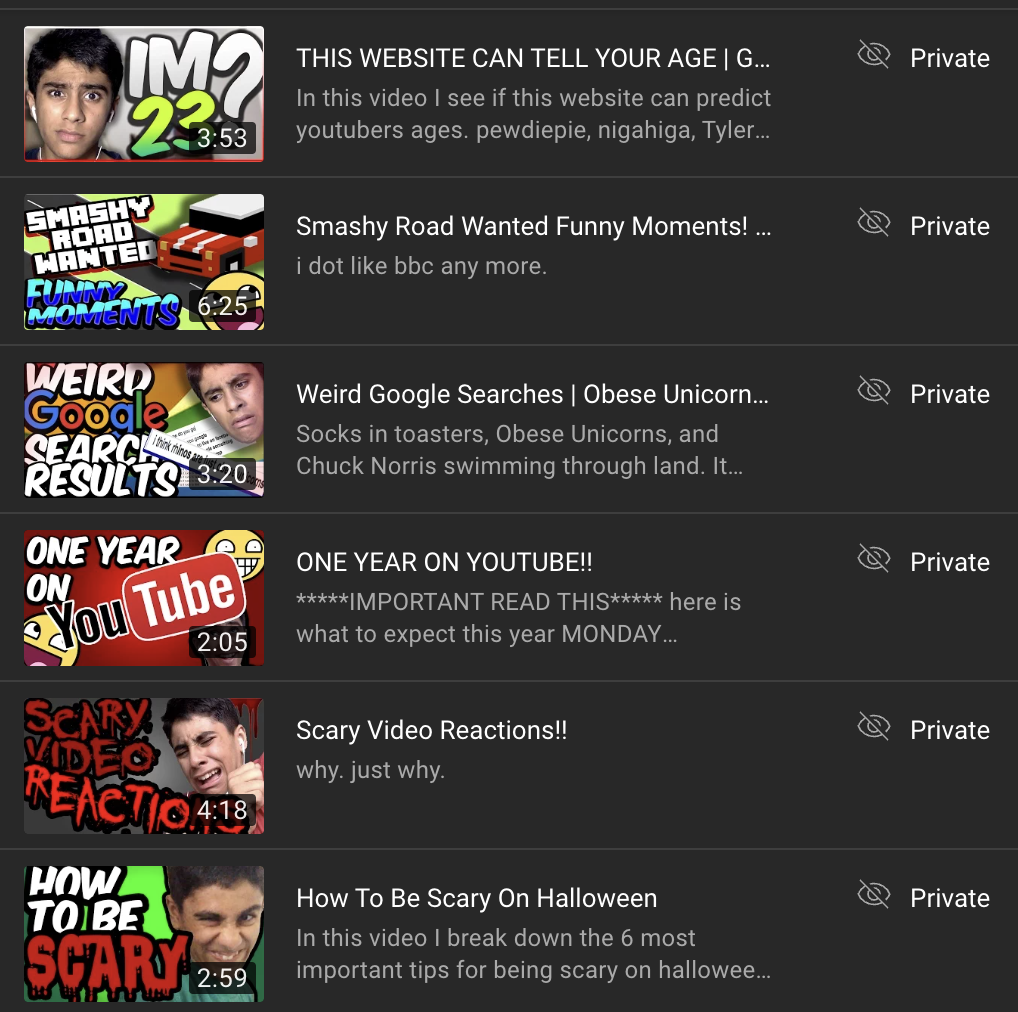 IM?
23
3:53
THIS WEBSITE CAN TELL YOUR AGE | G...
Private
In this video I see if this website can predict
youtubers ages. pewdiepie, nigahiga, Tyler...
SMASHY
ROAD
WANTED
FUNNY
MOMENTS
6:25
Smashy Road Wanted Funny Moments! ...
Private
i dot like bbc any more.
WEIRD
Google
SEARCH
RESULTS
i think rhinos are just
3:20
Weird Google Searches | Obese Unicorn...
Private
Socks in toasters, Obese Unicorns, and
Chuck Norris swimming through land. It...
ONE YEAR
ON
YouTube
2:05
ONE YEAR ON YOUTUBE!!
Private
*****IMPORTANT READ THIS***** here is
what to expect this year MONDAY...
SCARY
VIDEO
REACTIONS
4:18
Scary Video Reactions!!
Private
why. just why.
HOW
TO BE
SCARY
2:59
How To Be Scary On Halloween
Private
In this video I break down the 6 most
important tips for being scary on hallowee...